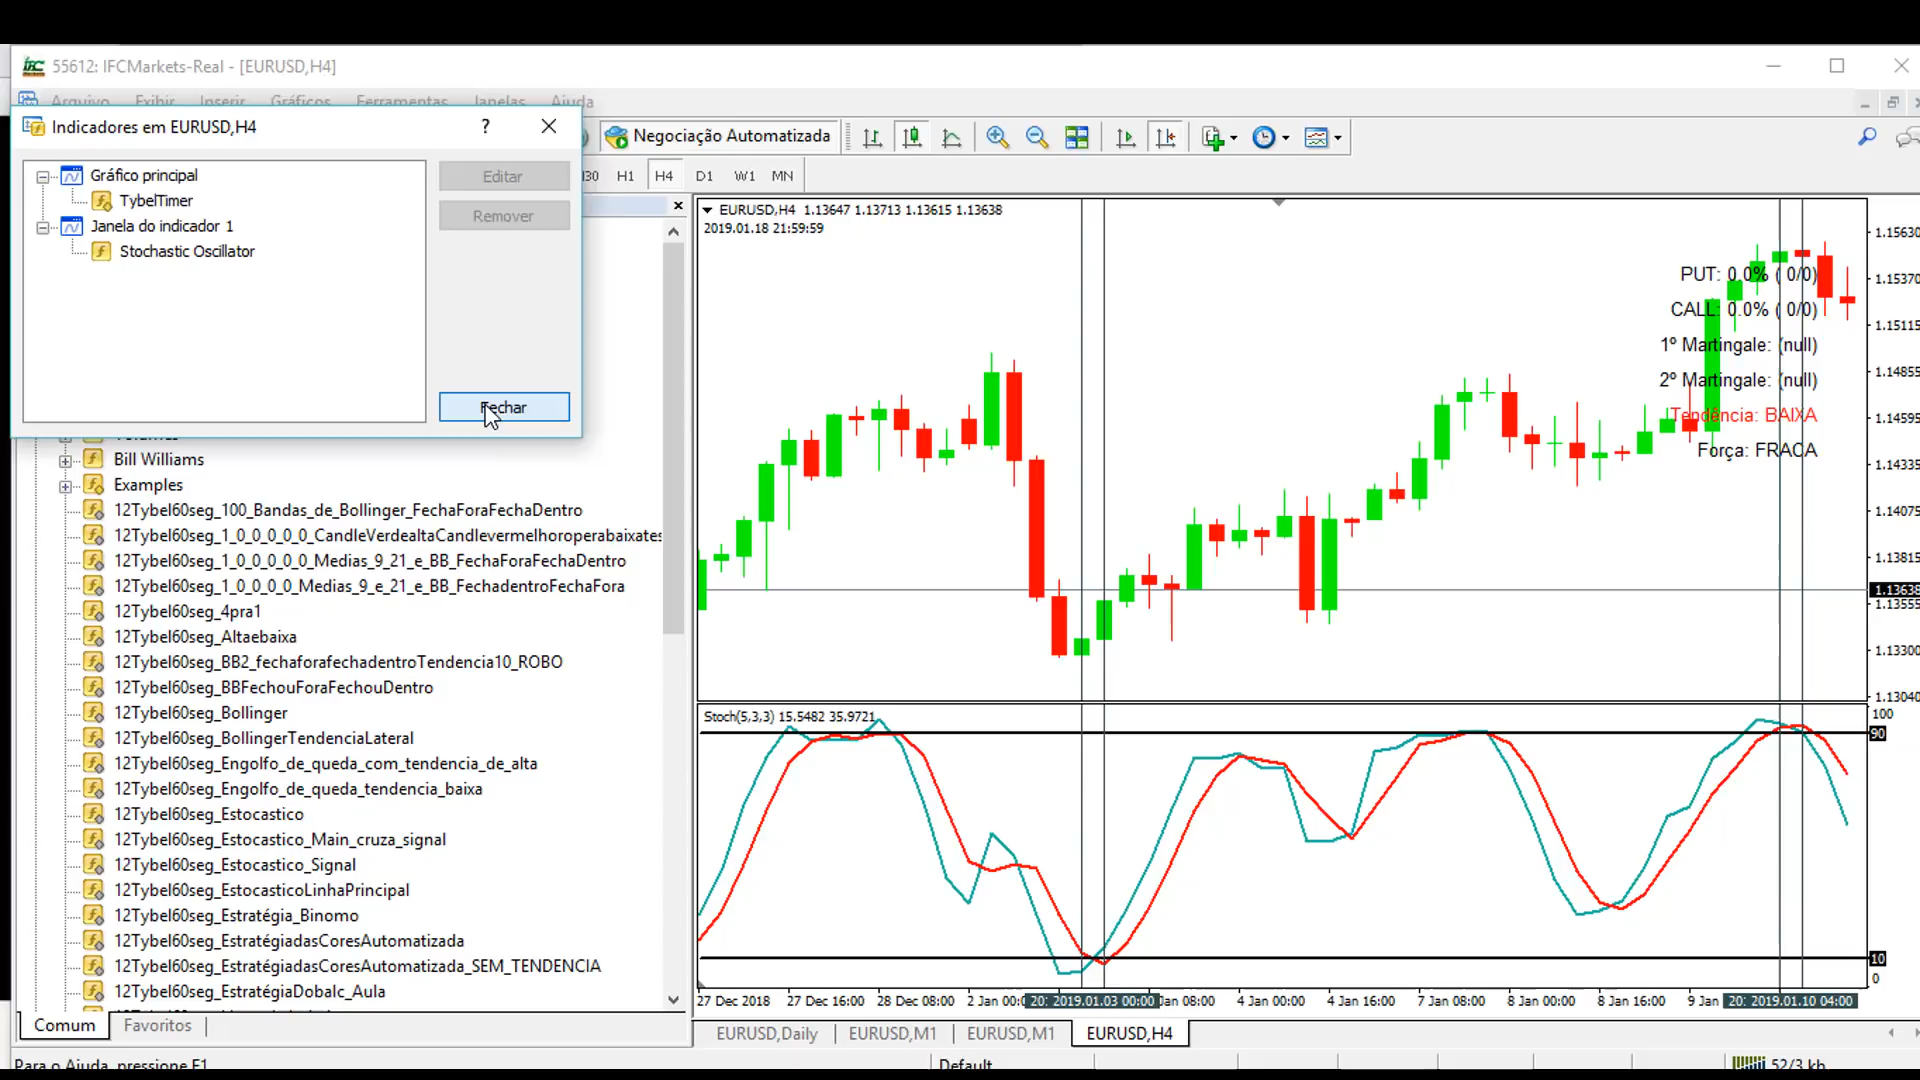 55612: IFCMarkets-Real - [EURUSD,H4]
Arquivo Exibir Inserir Gráficos Ferramentas Janelas Ajuda
Indicadores em EURUSD,H4
?
Gráfico principal
TybelTimer
Janela do indicador 1
Stochastic Oscillator
Editar
Remover
Fechar
Negociação Automatizada
M30 H1 H4 D1 W1 MN
Bill Williams
Examples
12Tybel60seg_100_Bandas_de_Bollinger_FechaForaFechaDentro
12Tybel60seg_1_0_0_0_0_0_CandleVerdealtaCandlevermelhoroperabaixates
12Tybel60seg_1_0_0_0_0_Medias_9_21_e_BB_FechaForaFechaDentro
12Tybel60seg_1_0_0_0_0_Medias_9_e_21_e_BB_FechadentroFechaFora
12Tybel60seg_4pra1
12Tybel60seg_Altaebaixa
12Tybel60seg_BB2_fechaforafechadentroTendencia10_ROBO
12Tybel60seg_BBFechouForaFechouDentro
12Tybel60seg_Bollinger
12Tybel60seg_BollingerTendenciaLateral
12Tybel60seg_Engolfo_de_queda_com_tendencia_de_alta
12Tybel60seg_Engolfo_de_queda_tendencia_baixa
12Tybel60seg_Estocastico
12Tybel60seg_Estocastico_Main_cruza_signal
12Tybel60seg_Estocastico_Signal
12Tybel60seg_EstocasticoLinhaPrincipal
12Tybel60seg_Estratégia_Binomo
12Tybel60seg_EstratégiadasCoresAutomatizada
12Tybel60seg_EstratégiadasCoresAutomatizada_SEM_TENDENCIA
12Tybel60seg_EstratégiaDobalc_Aula
Comum Favoritos
EURUSD,H4 1.13647 1.13713 1.13615 1.13638
2019.01.18 21:59:59
PUT: 0.0% ( 0/0)
CALL: 0.0% ( 0/0)
1º Martingale: (null)
2º Martingale: (null)
Tendência: BAIXA
Força: FRACA
1.15630
1.15370
1.15115
1.14855
1.14595
1.14335
1.14075
1.13815
1.13638
1.13555
1.13300
1.13040
Stoch(5,3,3) 15.5482 35.9721
100
90
10
0
27 Dec 2018 27 Dec 16:00 28 Dec 08:00 2 Jan 2019.01.03 00:00 Jan 08:00 4 Jan 00:00 4 Jan 16:00 7 Jan 08:00 8 Jan 00:00 8 Jan 16:00 9 Jan 2019.01.10 04:00
EURUSD,Daily EURUSD,M1 EURUSD,M1 EURUSD,H4
Para o Ajuda, pressione F1
Default
52/3 kb